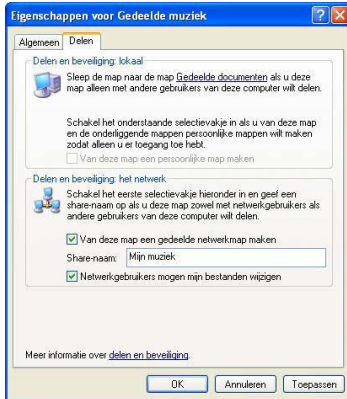 Eigenschappen voor Gedeelde muziek
Algemeen Delen
Delen en beveiliging: lokaal
Sleep de map naar de map Gedeelde documenten als u deze
map alleen met andere gebruikers van deze computer wilt delen.
Schakel het onderstaande selectievakje in als u van deze map
en de onderliggende mappen persoonlijke mappen wilt maken
zodat alleen u er toegang toe hebt.
Van deze map een persoonlijke map maken
Delen en beveiliging: het netwerk
Schakel het eerste selectievakje hieronder in en geef een
share-naam op als u deze map zowel met netwerkgebruikers als
andere gebruikers van deze computer wilt delen.
Van deze map een gedeelde netwerkmap maken
Share-naam: Mijn muziek
Netwerkgebruikers mogen mijn bestanden wijzigen
Meer informatie over delen en beveiliging.
OK Annuleren Toepassen